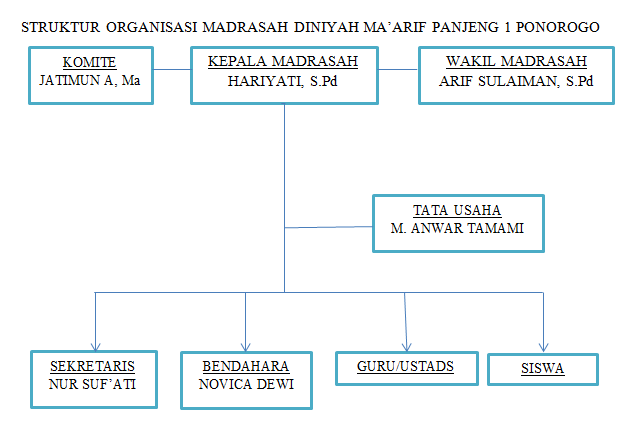 STRUKTUR ORGANISASI MADRASAH DINIYAH MA’ARIF PANJENG 1 PONOROGO
KOMITE
JATIMUN A, Ma
KEPALA MADRASAH
HARIYATI, S.Pd
WAKIL MADRASAH
ARIF SULAIMAN, S.Pd
TATA USAHA
M. ANWAR TAMAMI
SEKRETARIS
NUR SUF’ATI
BENDAHARA
NOVICA DEWI
GURU/USTADS
SISWA